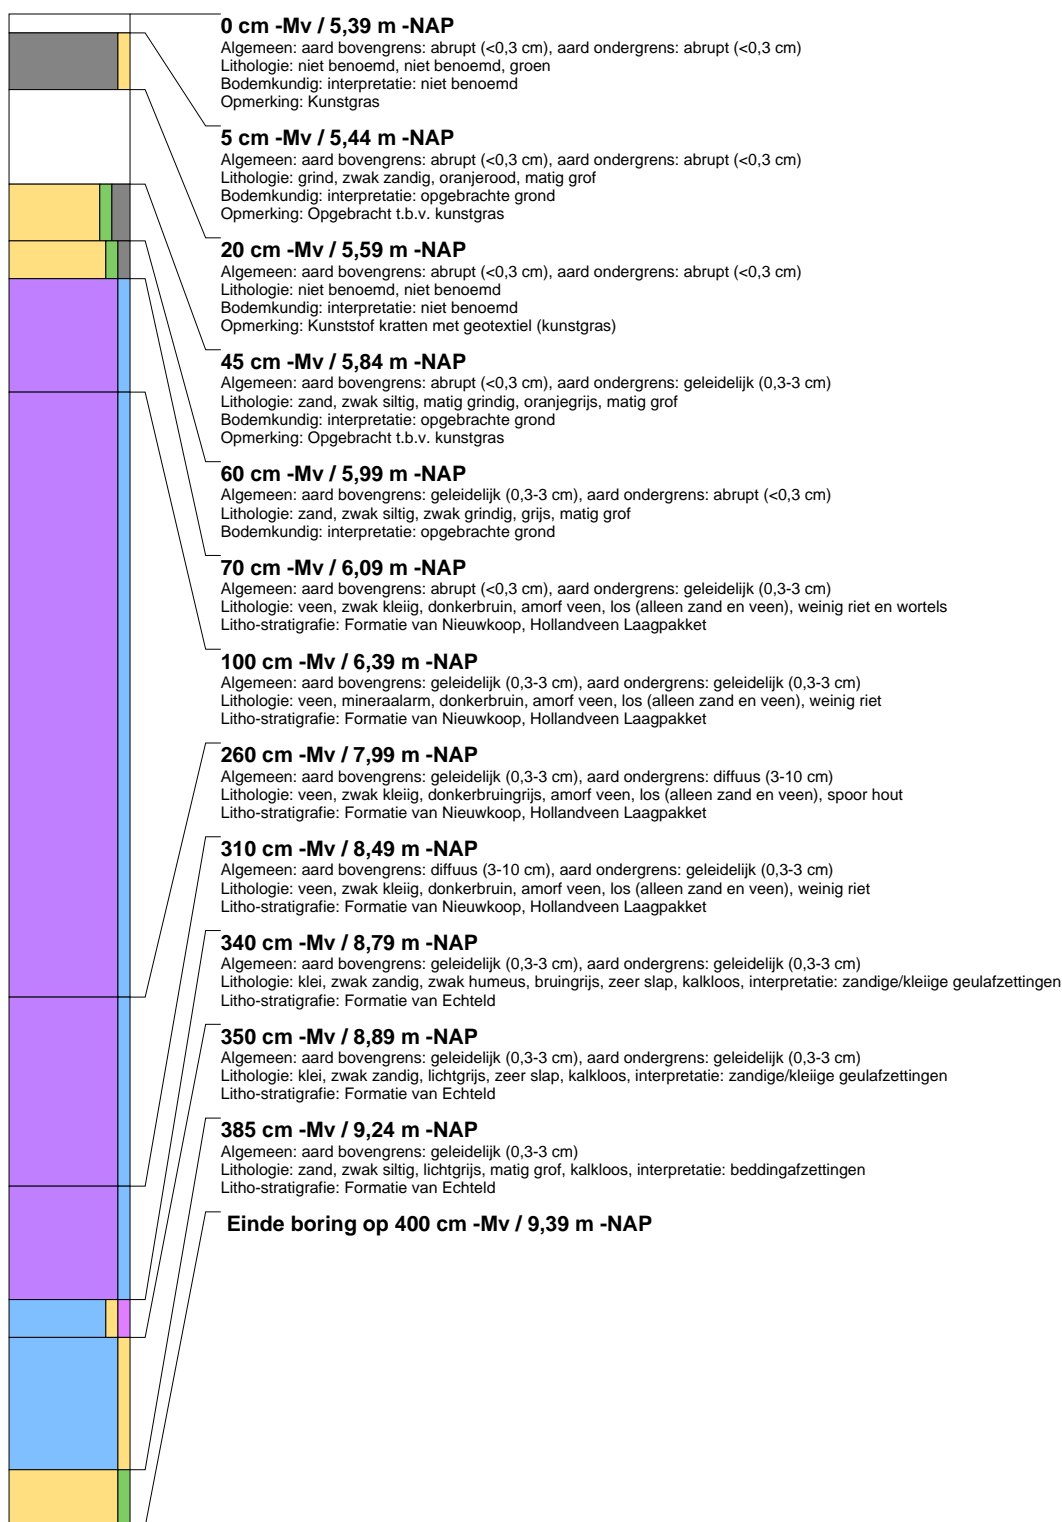 0 cm -Mv / 5,39 m -NAP
Algemeen: aard bovengrens: abrupt (<0,3 cm), aard ondergrens: abrupt (<0,3 cm)
Lithologie: niet benoemd, niet benoemd, groen
Bodemkundig: interpretatie: niet benoemd
Opmerking: Kunstgras
5 cm -Mv / 5,44 m -NAP
Algemeen: aard bovengrens: abrupt (<0,3 cm), aard ondergrens: abrupt (<0,3 cm)
Lithologie: grind, zwak zandig, oranjerood, matig grof
Bodemkundig: interpretatie: opgebrachte grond
Opmerking: Opgebracht t.b.v. kunstgras
20 cm -Mv / 5,59 m -NAP
Algemeen: aard bovengrens: abrupt (<0,3 cm), aard ondergrens: abrupt (<0,3 cm)
Lithologie: niet benoemd, niet benoemd
Bodemkundig: interpretatie: niet benoemd
Opmerking: Kunststof kratten met geotextiel (kunstgras)
45 cm -Mv / 5,84 m -NAP
Algemeen: aard bovengrens: abrupt (<0,3 cm), aard ondergrens: geleidelijk (0,3-3 cm)
Lithologie: zand, zwak siltig, matig grindig, oranjegrijs, matig grof
Bodemkundig: interpretatie: opgebrachte grond
Opmerking: Opgebracht t.b.v. kunstgras
60 cm -Mv / 5,99 m -NAP
Algemeen: aard bovengrens: geleidelijk (0,3-3 cm), aard ondergrens: abrupt (<0,3 cm)
Lithologie: zand, zwak siltig, zwak grindig, grijs, matig grof
Bodemkundig: interpretatie: opgebrachte grond
70 cm -Mv / 6,09 m -NAP
Algemeen: aard bovengrens: abrupt (<0,3 cm), aard ondergrens: geleidelijk (0,3-3 cm)
Lithologie: veen, zwak kleiig, donkerbruin, amorf veen, los (alleen zand en veen), weinig riet en wortels
Litho-stratigrafie: Formatie van Nieuwkoop, Hollandveen Laagpakket
100 cm -Mv / 6,39 m -NAP
Algemeen: aard bovengrens: geleidelijk (0,3-3 cm), aard ondergrens: geleidelijk (0,3-3 cm)
Lithologie: veen, mineraalarm, donkerbruin, amorf veen, los (alleen zand en veen), weinig riet
Litho-stratigrafie: Formatie van Nieuwkoop, Hollandveen Laagpakket
260 cm -Mv / 7,99 m -NAP
Algemeen: aard bovengrens: geleidelijk (0,3-3 cm), aard ondergrens: diffuus (3-10 cm)
Lithologie: veen, zwak kleiig, donkerbruingrijs, amorf veen, los (alleen zand en veen), spoor hout
Litho-stratigrafie: Formatie van Nieuwkoop, Hollandveen Laagpakket
310 cm -Mv / 8,49 m -NAP
Algemeen: aard bovengrens: diffuus (3-10 cm), aard ondergrens: geleidelijk (0,3-3 cm)
Lithologie: veen, zwak kleiig, donkerbruin, amorf veen, los (alleen zand en veen), weinig riet
Litho-stratigrafie: Formatie van Nieuwkoop, Hollandveen Laagpakket
340 cm -Mv / 8,79 m -NAP
Algemeen: aard bovengrens: geleidelijk (0,3-3 cm), aard ondergrens: geleidelijk (0,3-3 cm)
Lithologie: klei, zwak zandig, zwak humeus, bruingrijs, zeer slap, kalkloos, interpretatie: zandige/kleiige geulafzettingen
Litho-stratigrafie: Formatie van Echteld
350 cm -Mv / 8,89 m -NAP
Algemeen: aard bovengrens: geleidelijk (0,3-3 cm), aard ondergrens: geleidelijk (0,3-3 cm)
Lithologie: klei, zwak zandig, lichtgrijs, zeer slap, kalkloos, interpretatie: zandige/kleiige geulafzettingen
Litho-stratigrafie: Formatie van Echteld
385 cm -Mv / 9,24 m -NAP
Algemeen: aard bovengrens: geleidelijk (0,3-3 cm)
Lithologie: zand, zwak siltig, lichtgrijs, matig grof, kalkloos, interpretatie: beddingafzettingen
Litho-stratigrafie: Formatie van Echteld
Einde boring op 400 cm -Mv / 9,39 m -NAP